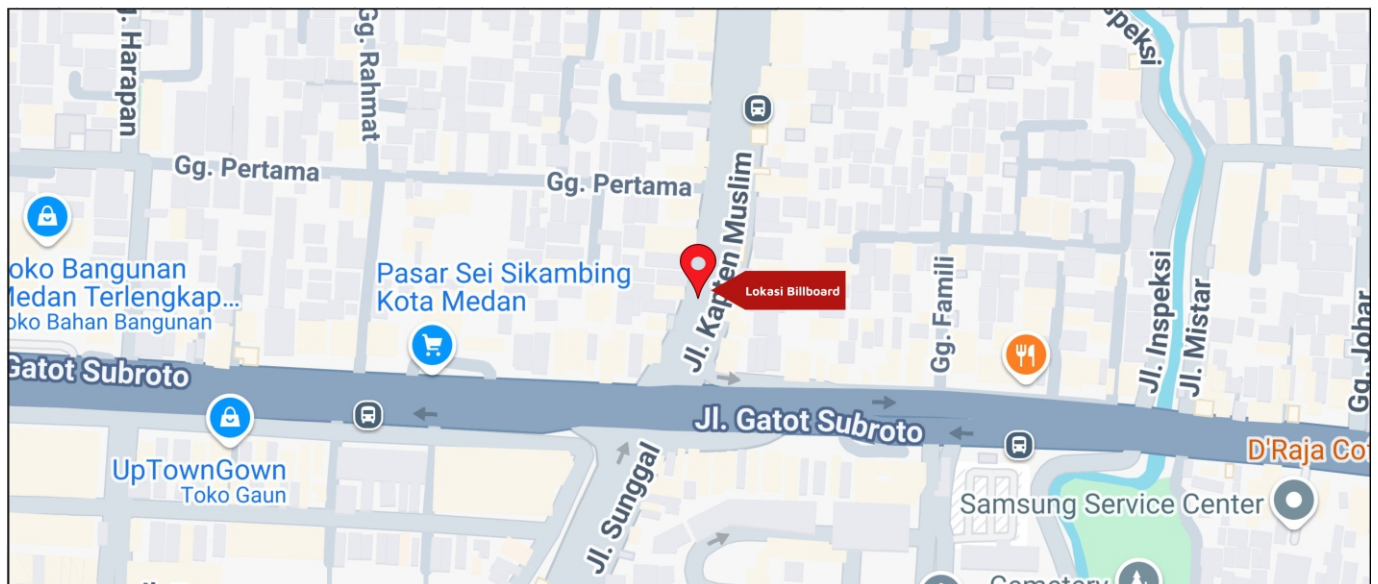 Gg. Rahmat
Harapan
Inspeksi
Gg. Pertama
Gg. Pertama
Jl. Kapten Muslim
Lokasi Billboard
oko Bangunan
Medan Terlengkap...
oko Bahan Bangunan
Pasar Sei Sikambing
Kota Medan
Gg. Famili
Jl. Inspeksi
Jl. Mistar
Gg. Jobar
Gatot Subroto
Jl. Gatot Subroto
UpTownGown
Toko Gaun
Jl. Sunggal
D'Raja Co
Samsung Service Center
Cemetery